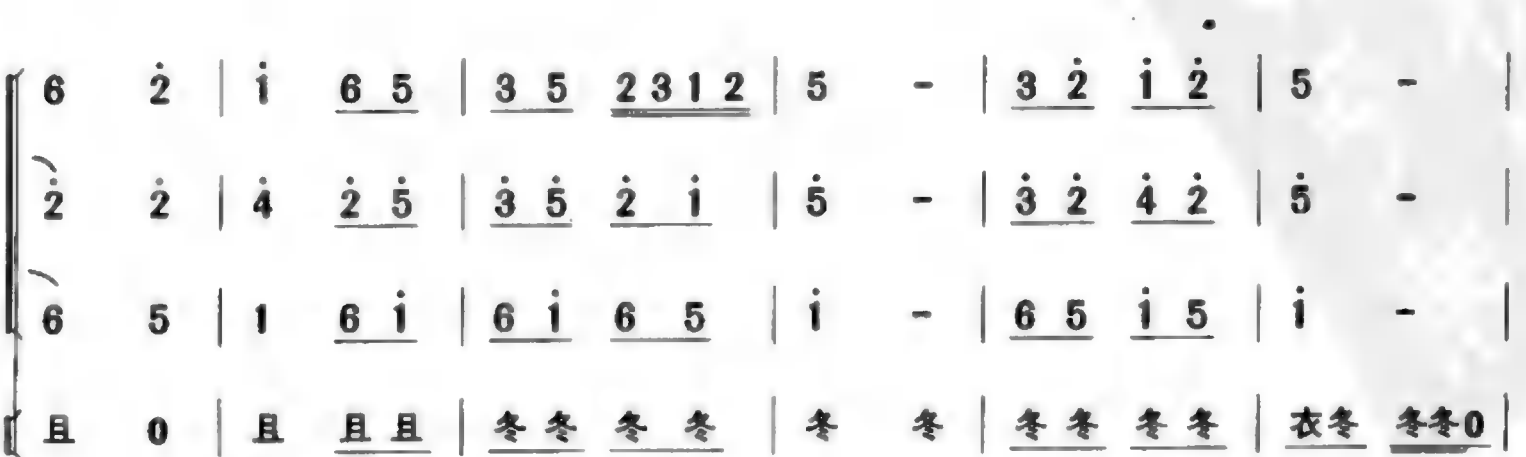 6 2̇ | 1̇ 6 5 | 3 5 2 3 1 2 | 5 - | 3 2̇ 1̇ 2̇ | 5 - |
2̇ 2̇ | 4̇ 2̇ 5̇ | 3̇ 5̇ 2̇ 1̇ | 5̇ - | 3̇ 2̇ 4̇ 2̇ | 5̇ - |
6 5 | 1 6 1̇ | 6 1̇ 6 5 | 1̇ - | 6 5 1̇ 5 | 1̇ - |
且 0 | 且 且 且 | 冬 冬 冬 冬 | 冬 冬 | 冬 冬 冬 冬 | 衣 冬 冬 冬 0 |